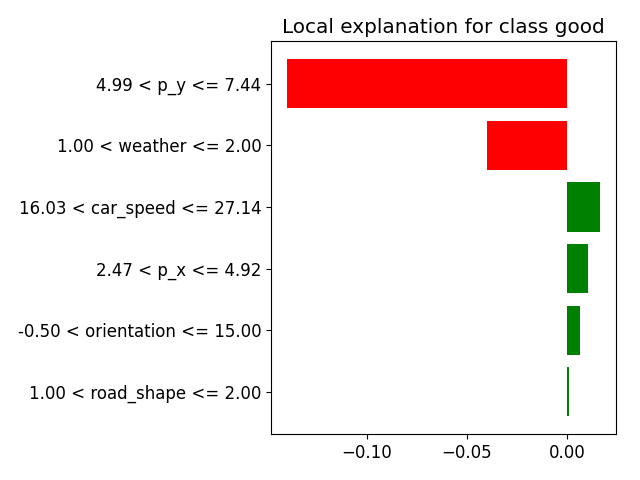 Local explanation for class good
4.99 < p_y <= 7.44
1.00 < weather <= 2.00
16.03 < car_speed <= 27.14
2.47 < p_x <= 4.92
-0.50 < orientation <= 15.00
1.00 < road_shape <= 2.00
−0.10 −0.05 0.00